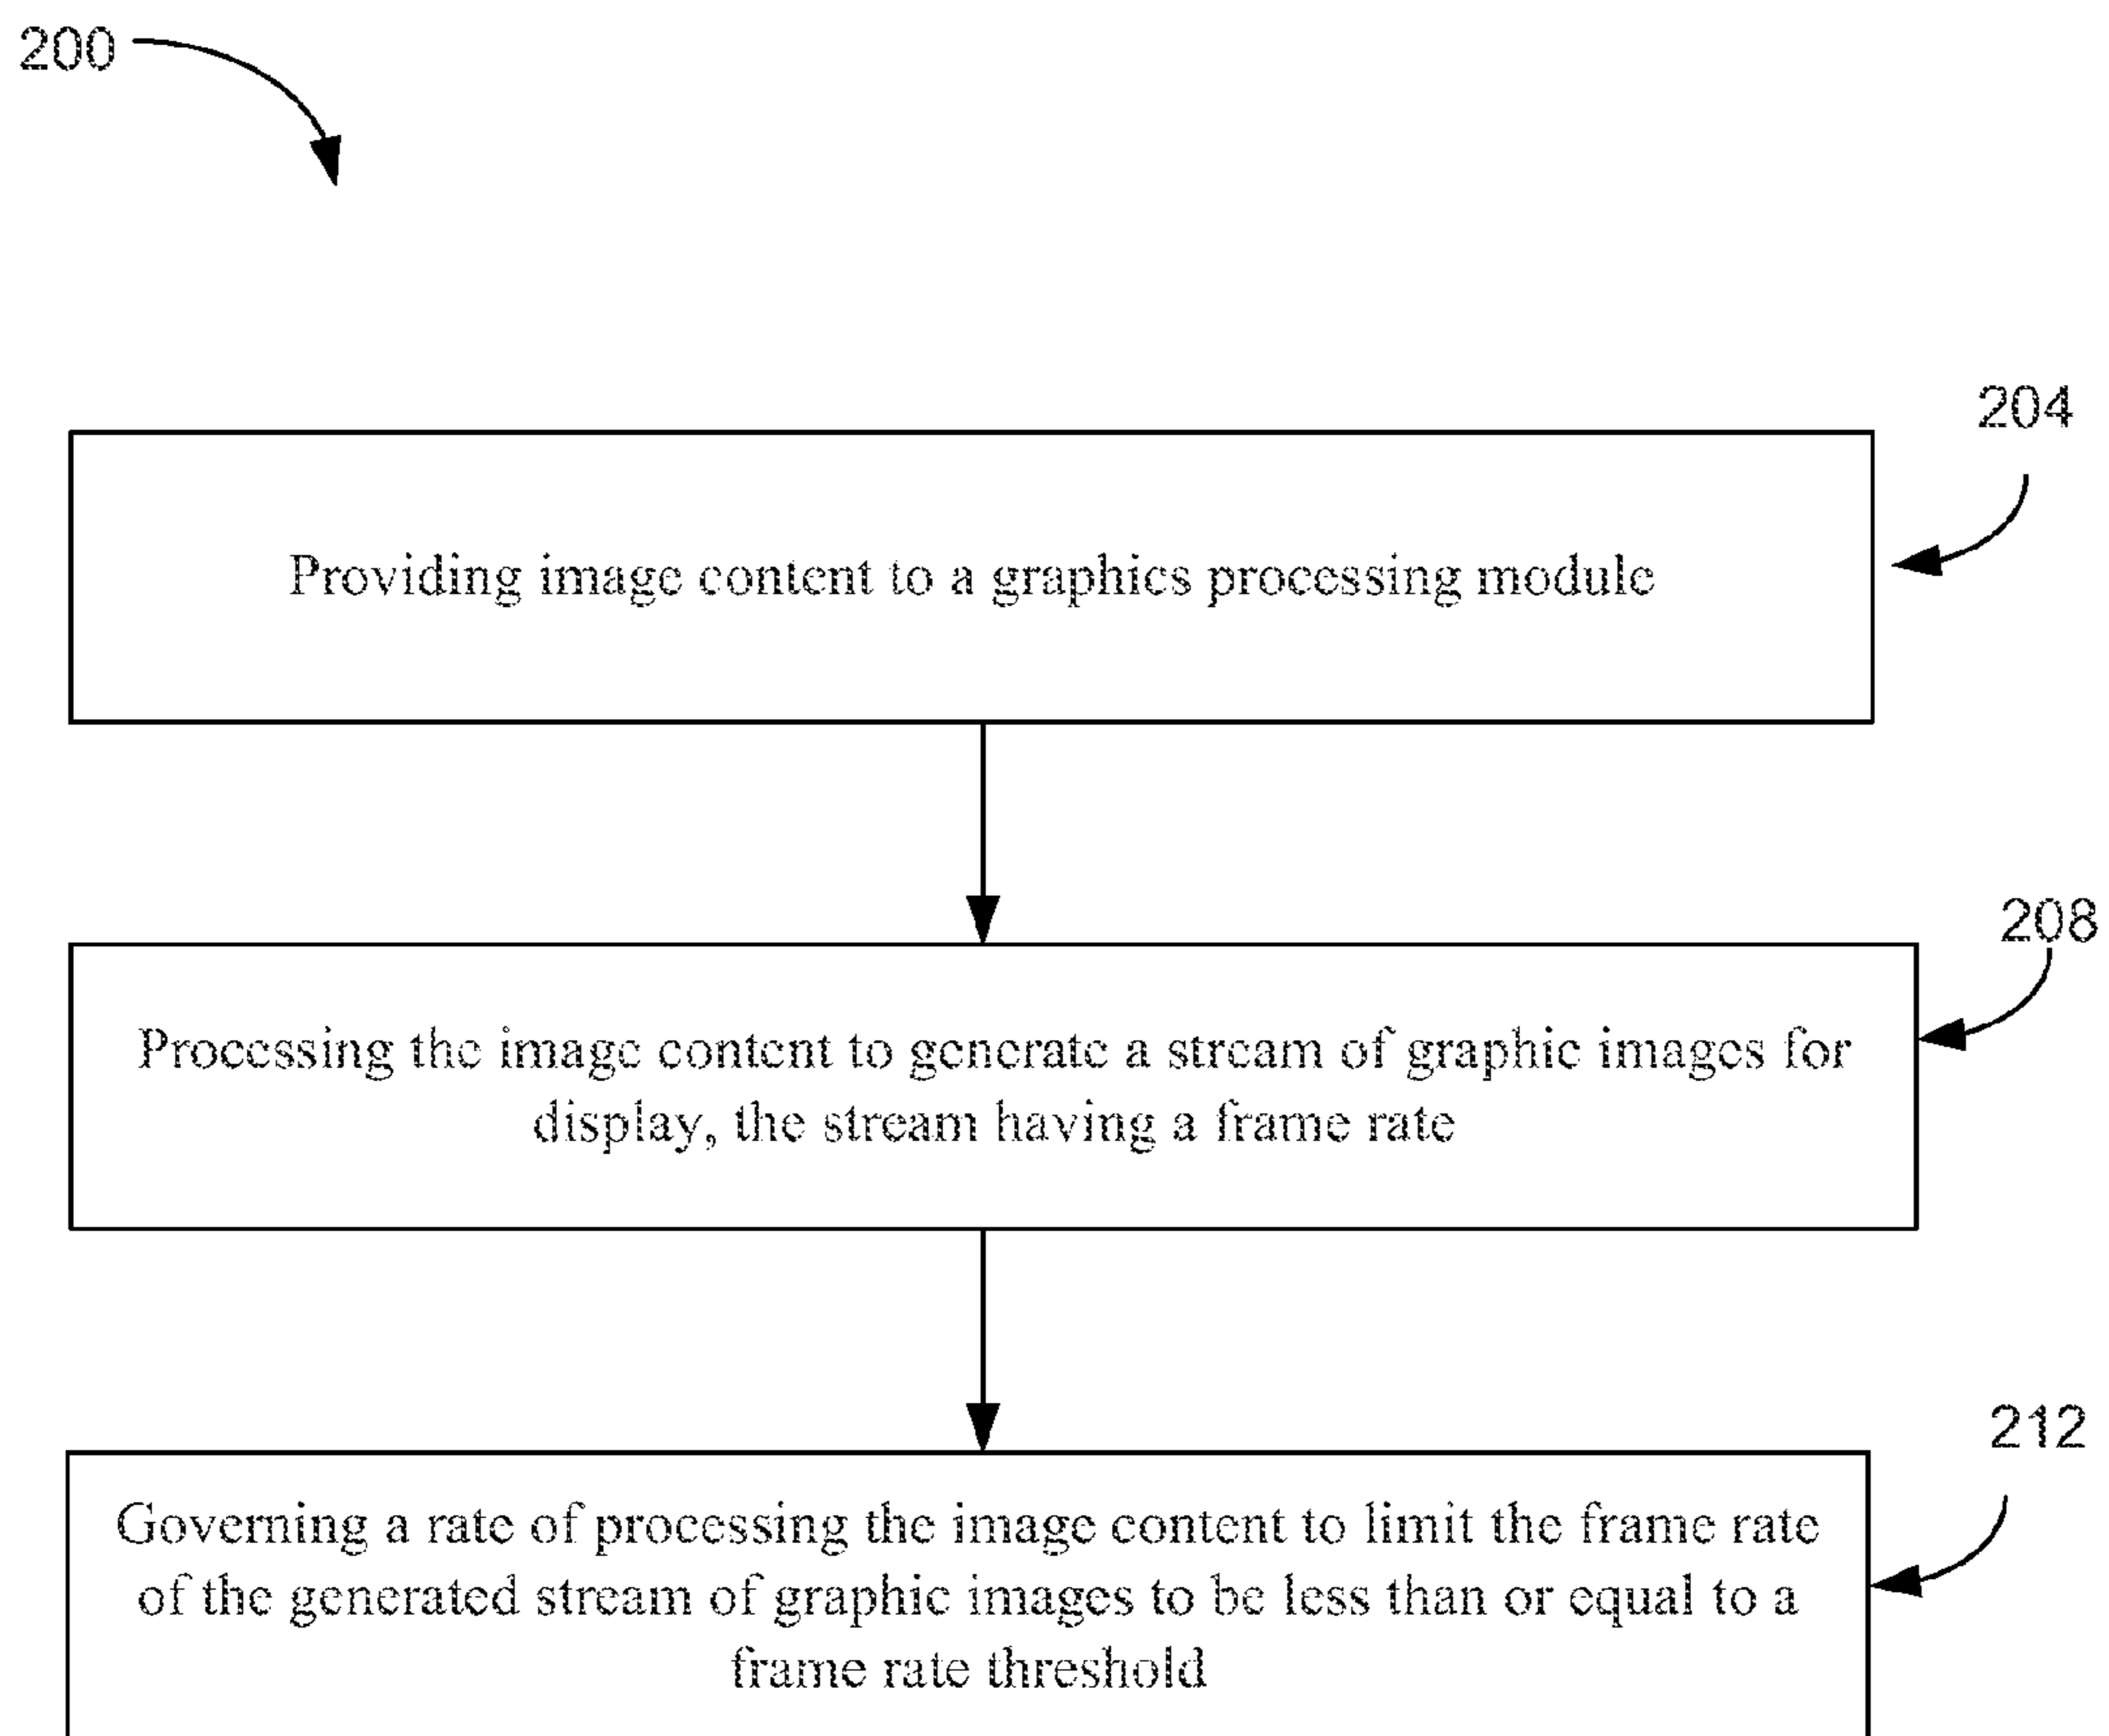 200
204
Providing image content to a graphics processing module
208
Processing the image content to generate a stream of graphic images for
display, the stream having a frame rate
212
Governing a rate of processing the image content to limit the frame rate
of the generated stream of graphic images to be less than or equal to a
frame rate threshold